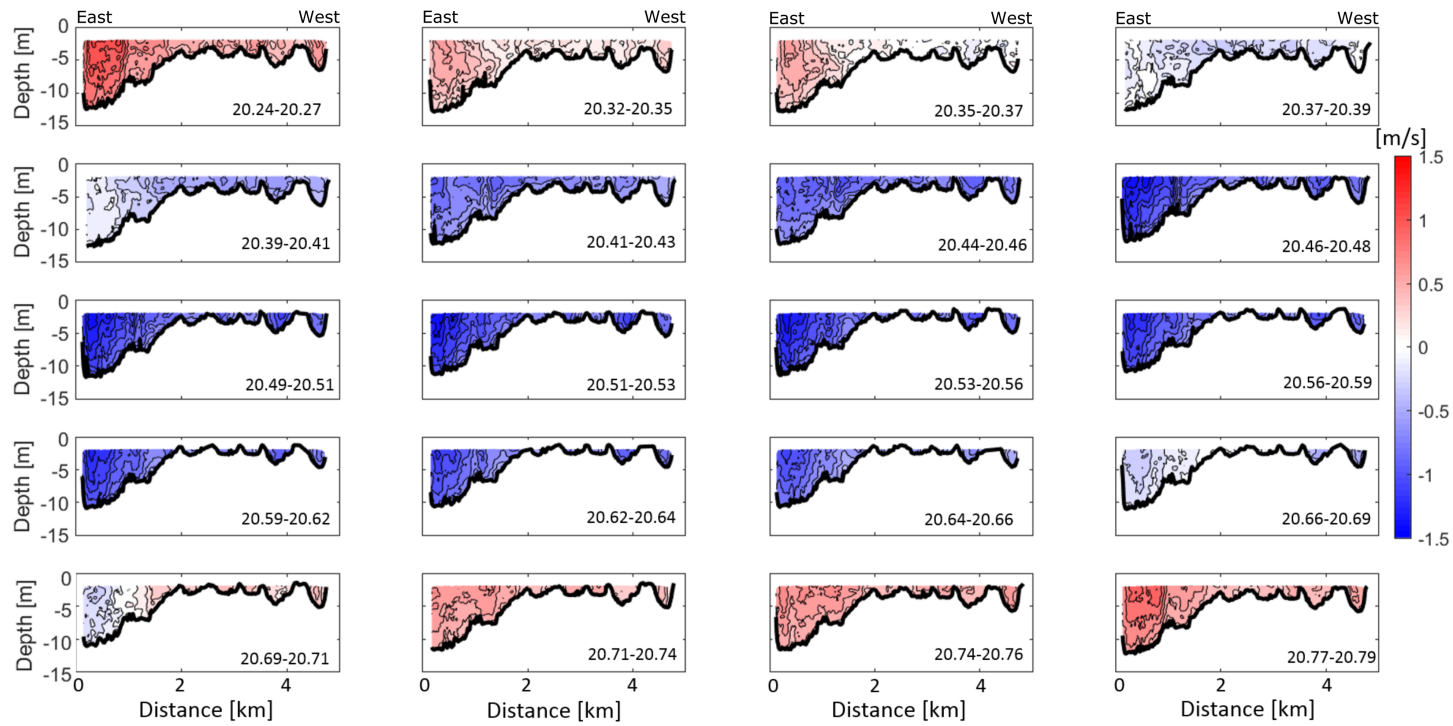 East West East West East West East West
0
-5
-10
-15
Depth [m]
20.24-20.27 20.32-20.35 20.35-20.37 20.37-20.39
[m/s]
0
-5
-10
-15
Depth [m]
20.39-20.41 20.41-20.43 20.44-20.46 20.46-20.48
1.5
1
0.5
0
-0.5
-1
-1.5
0
-5
-10
-15
Depth [m]
20.49-20.51 20.51-20.53 20.53-20.56 20.56-20.59
0
-5
-10
-15
Depth [m]
20.59-20.62 20.62-20.64 20.64-20.66 20.66-20.69
0
-5
-10
-15
Depth [m]
20.69-20.71 20.71-20.74 20.74-20.76 20.77-20.79
0 2 4 0 2 4 0 2 4 0 2 4
Distance [km] Distance [km] Distance [km] Distance [km]